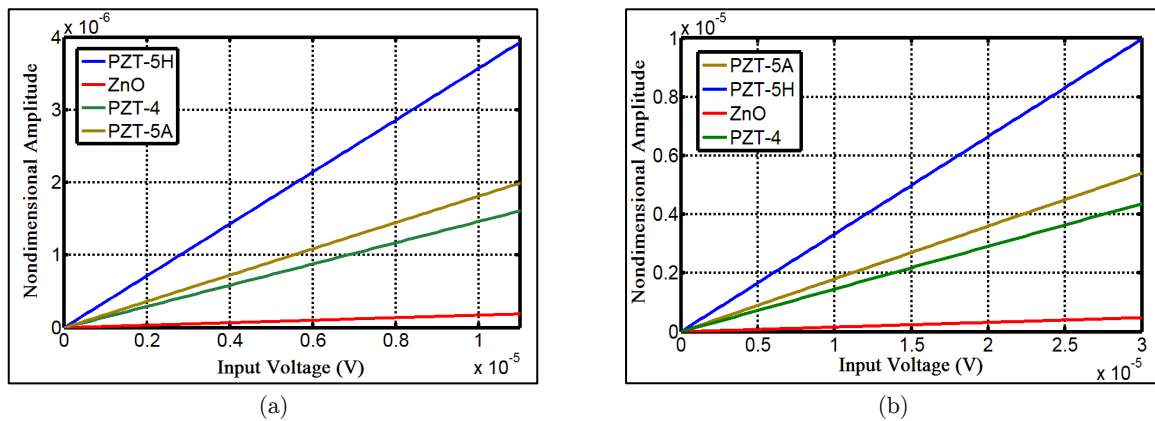 x 10⁻⁶
4
3
2
1
0
Nondimensional Amplitude
PZT-5H
ZnO
PZT-4
PZT-5A
0 0.2 0.4 0.6 0.8 1
Input Voltage (V)
x 10⁻⁵
(a)
x 10⁻⁵
1
0.8
0.6
0.4
0.2
0
Nondimensional Amplitude
PZT-5A
PZT-5H
ZnO
PZT-4
0 0.5 1 1.5 2 2.5 3
Input Voltage (V)
x 10⁻⁵
(b)